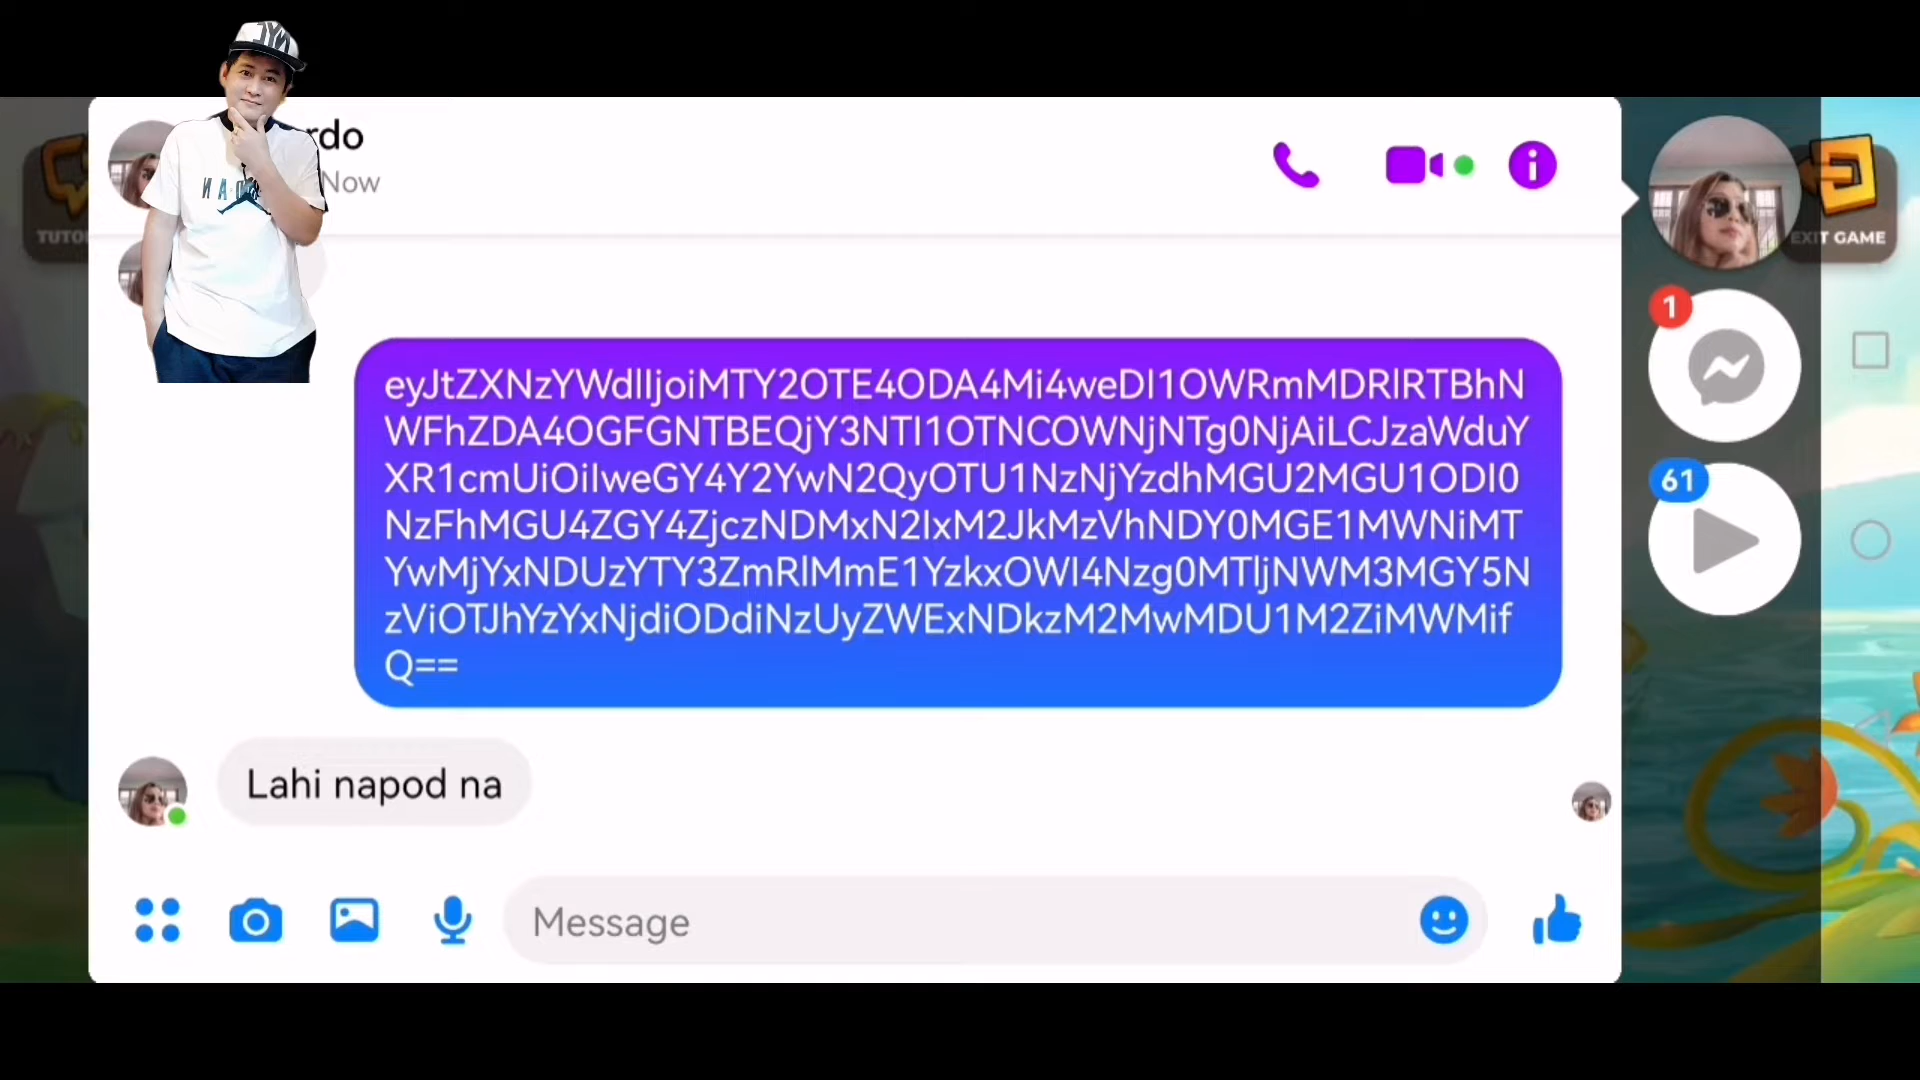 rdo
Now
TUTO
EXIT GAME
1
61
eyJtZXNzYWdlIjoiMTY2OTE4ODA4Mi4weDI1OWRmMDRlRTBhN
WFhZDA4OGFGNTBEQjY3NTI1OTNCOWNjNTg0NjAiLCJzaWduY
XR1cmUiOiIweGY4Y2YwN2QyOTU1NzNjYzdhMGU2MGU1ODI0
NzFhMGU4ZGY4ZjczNDMxN2IxM2JkMzVhNDY0MGE1MWNiMT
YwMjYxNDUzYTY3ZmRlMmE1YzkxOWI4Nzg0MTljNWM3MGY5N
zViOTJhYzYxNjdiODdiNzUyZWExNDkzM2MwMDU1M2ZiMWMif
Q==
Lahi napod na
Message